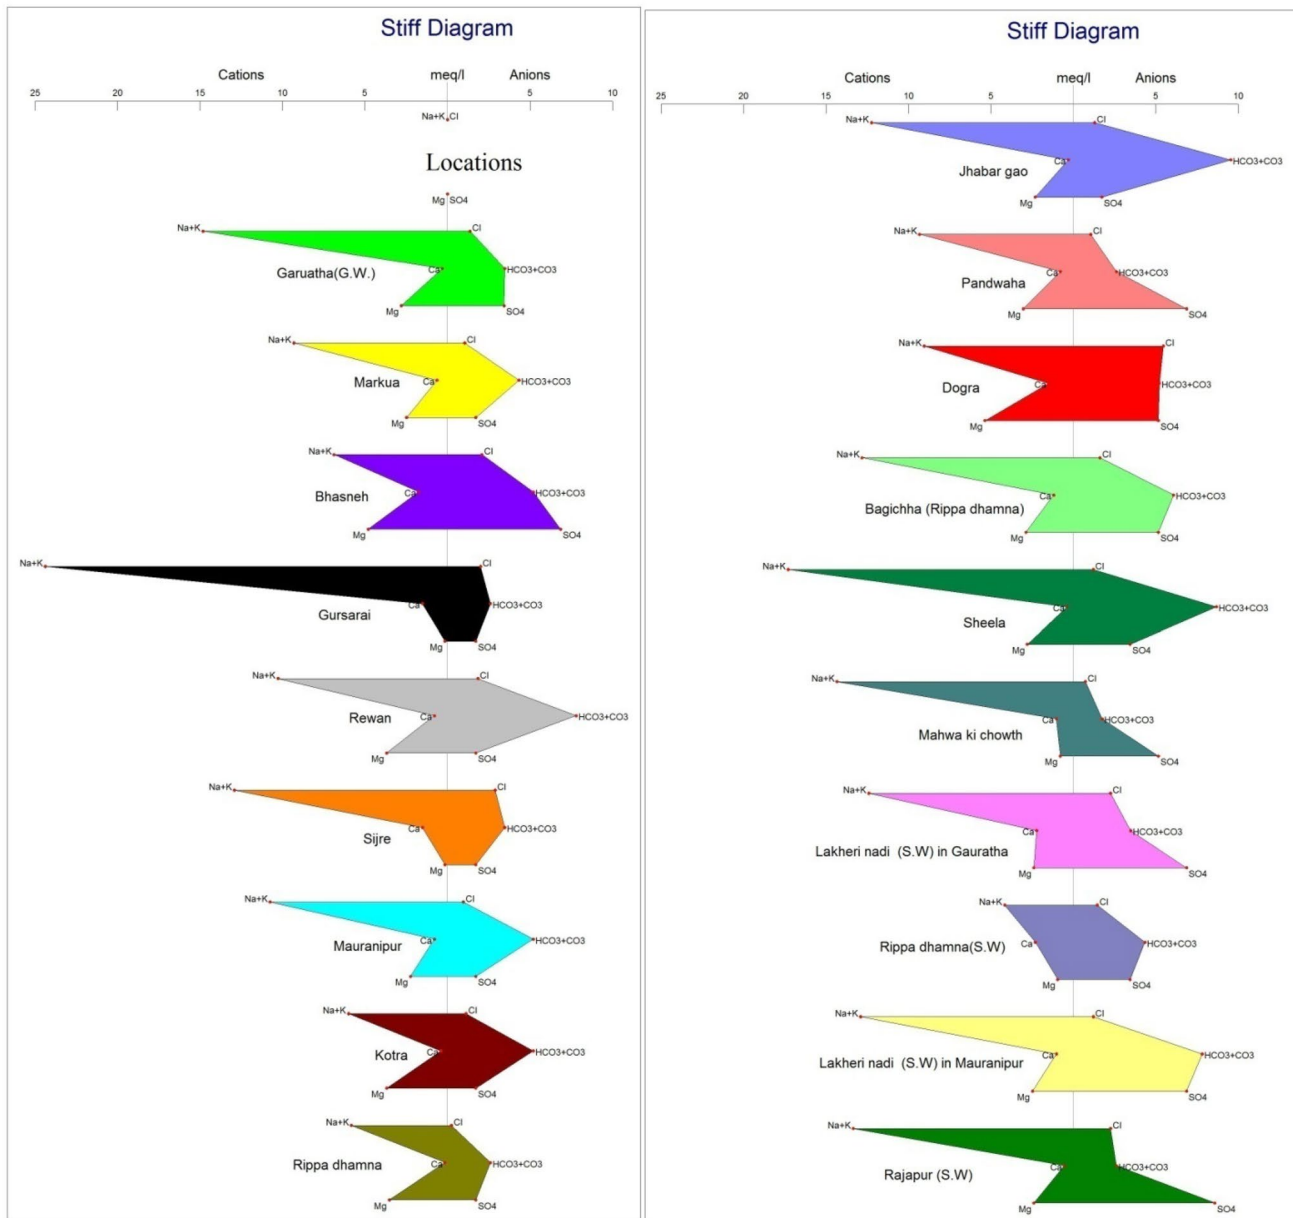 Stiff Diagram
Cations meq/l Anions
25 20 15 10 5 5 10
Na+K Cl
Locations
Mg SO4
Na+K Cl
Garuatha(G.W.) Ca HCO3+CO3
Mg SO4
Na+K Cl
Markua Ca HCO3+CO3
Mg SO4
Na+K Cl
Bhasneh Ca HCO3+CO3
Mg SO4
Na+K Cl
Gursarai Ca HCO3+CO3
Mg SO4
Na+K Cl
Rewan Ca HCO3+CO3
Mg SO4
Na+K Cl
Sijre Ca HCO3+CO3
Mg SO4
Na+K Cl
Mauranipur Ca HCO3+CO3
Mg SO4
Na+K Cl
Kotra Ca HCO3+CO3
Mg SO4
Na+K Cl
Rippa dhamna Ca HCO3+CO3
Mg SO4
Stiff Diagram
Cations meq/l Anions
25 20 15 10 5 5 10
Na+K Cl
Jhabar gao Ca HCO3+CO3
Mg SO4
Na+K Cl
Pandwaha Ca HCO3+CO3
Mg SO4
Na+K Cl
Dogra Ca HCO3+CO3
Mg SO4
Na+K Cl
Bagichha (Rippa dhamna) Ca HCO3+CO3
Mg SO4
Na+K Cl
Sheela Ca HCO3+CO3
Mg SO4
Na+K Cl
Mahwa ki chowth Ca HCO3+CO3
Mg SO4
Na+K Cl
Lakheri nadi (S.W) in Gauratha Ca HCO3+CO3
Mg SO4
Na+K Cl
Rippa dhamna(S.W) Ca HCO3+CO3
Mg SO4
Na+K Cl
Lakheri nadi (S.W) in Mauranipur Ca HCO3+CO3
Mg SO4
Na+K Cl
Rajapur (S.W) Ca HCO3+CO3
Mg SO4